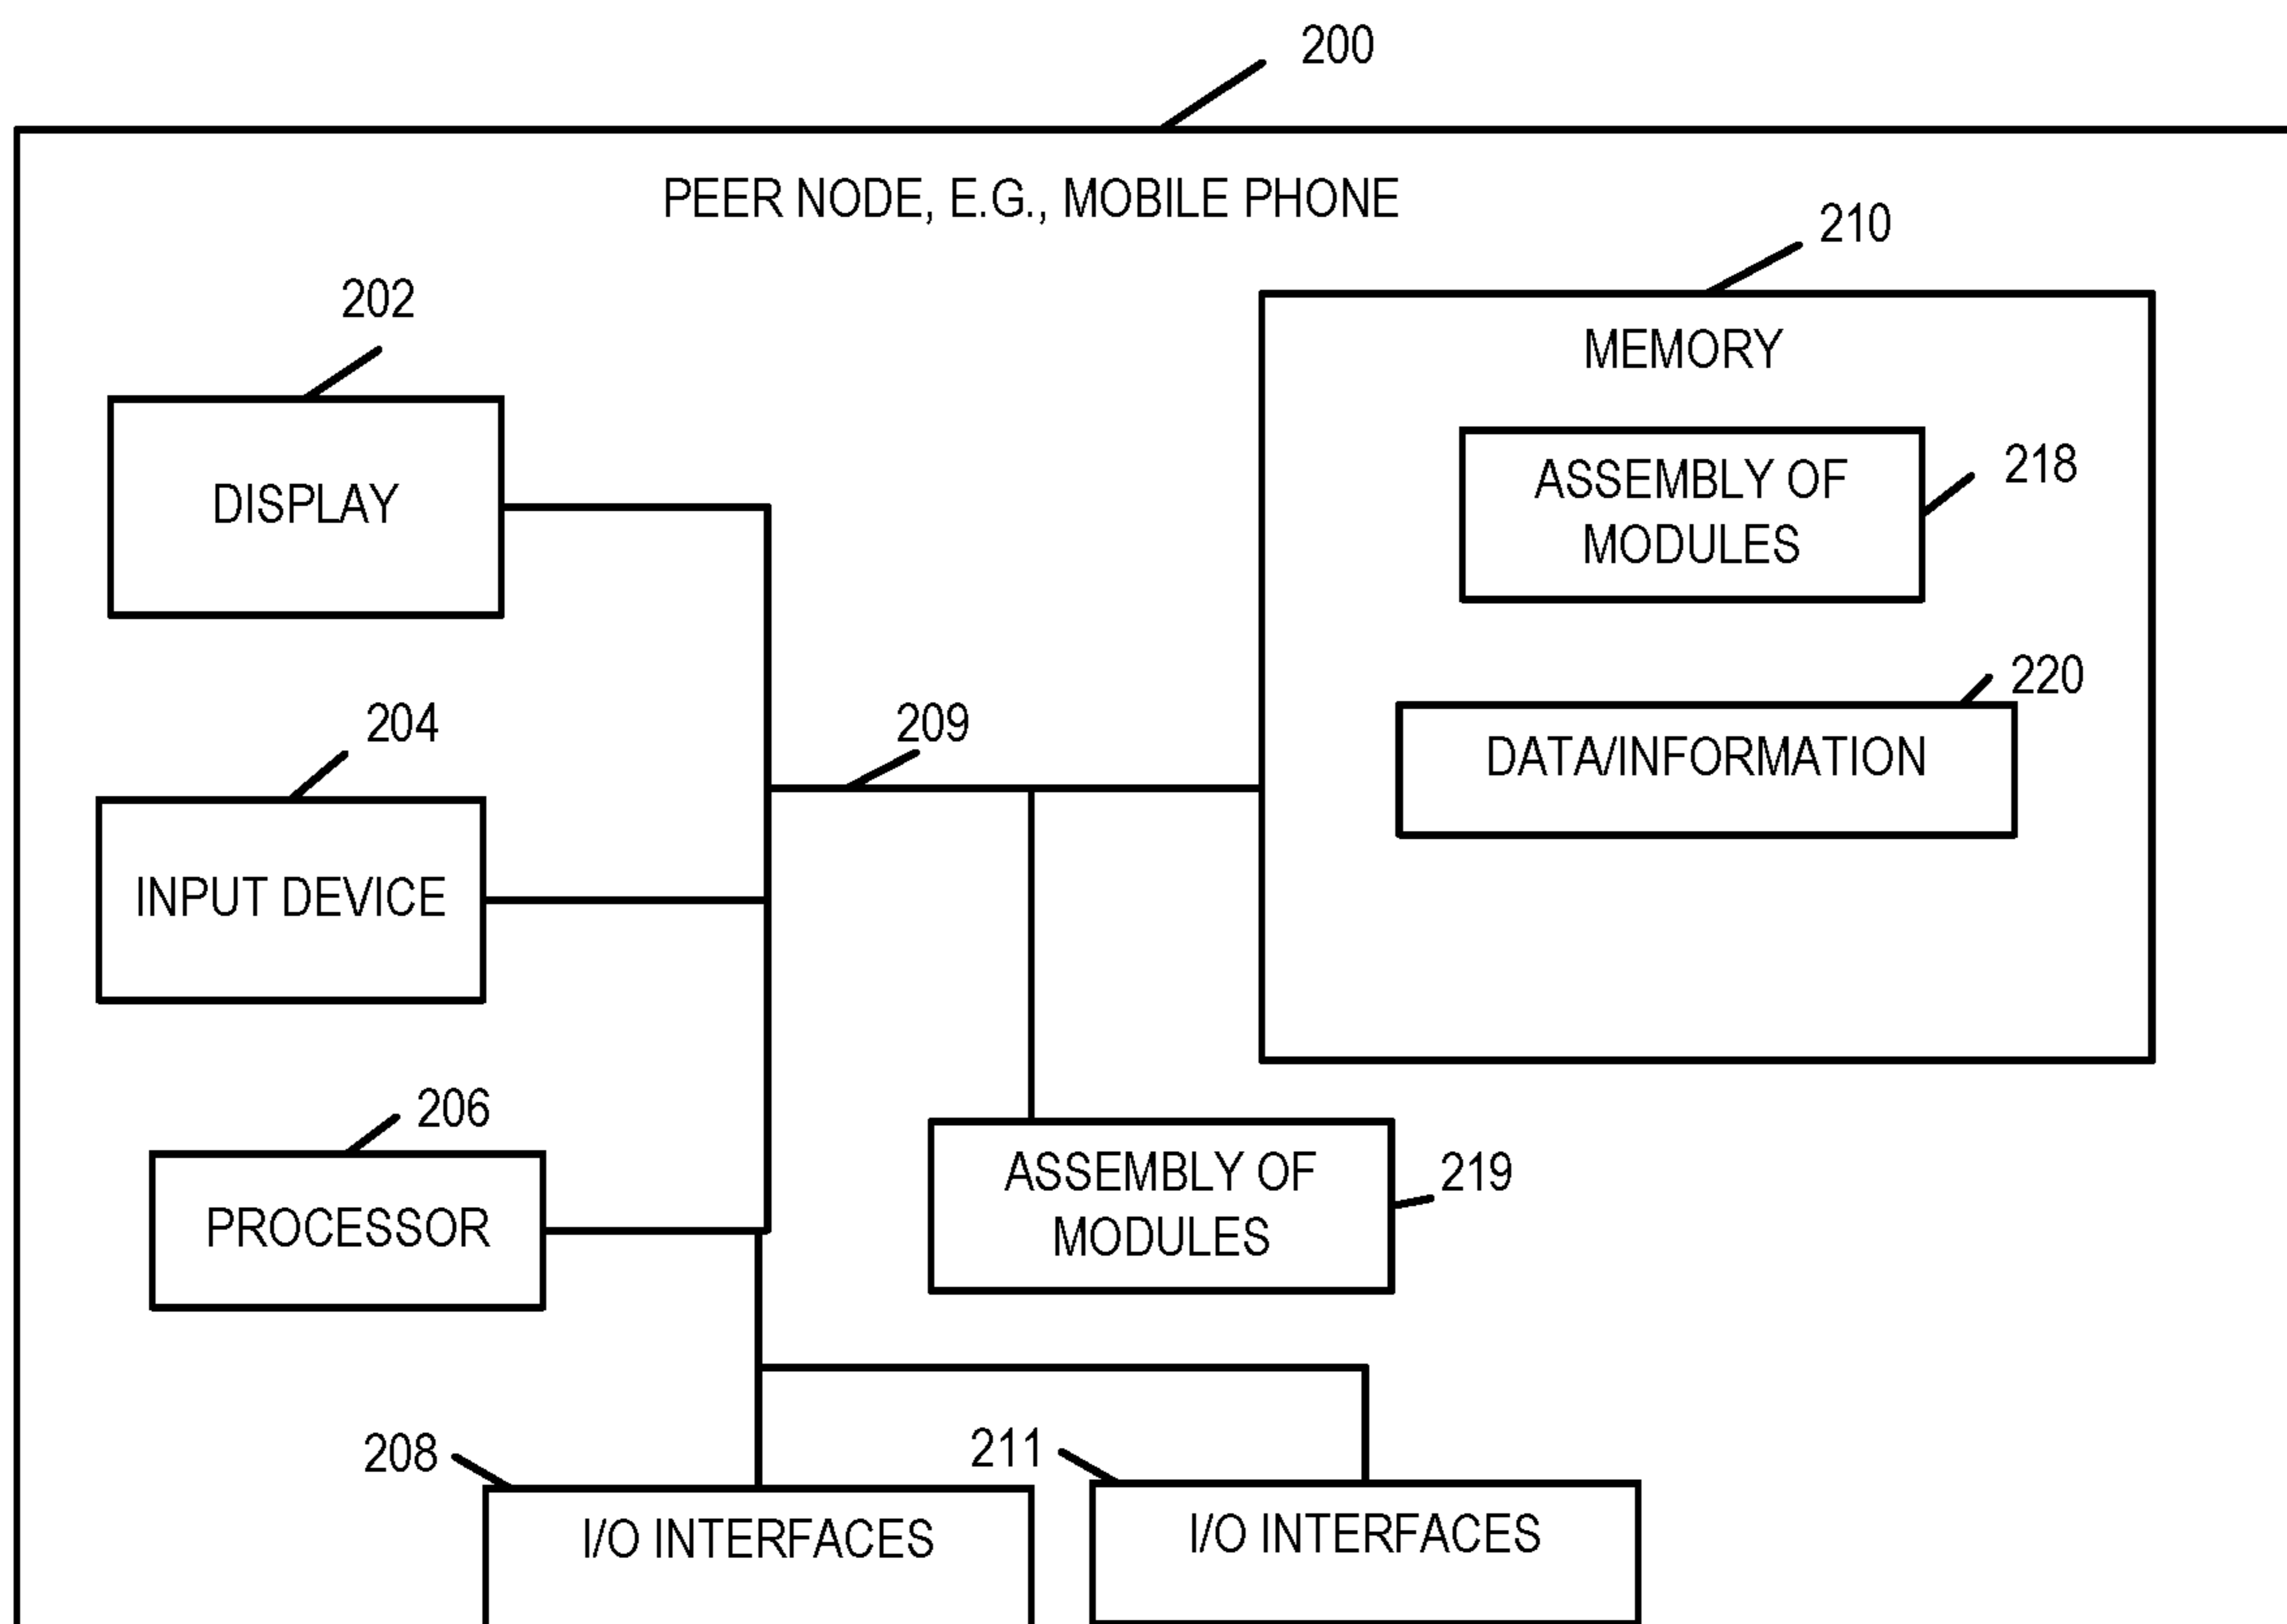 200
PEER NODE, E.G., MOBILE PHONE
210
202
MEMORY
DISPLAY
ASSEMBLY OF
MODULES
218
220
204
209
DATA/INFORMATION
INPUT DEVICE
206
PROCESSOR
ASSEMBLY OF
MODULES
219
208
211
I/O INTERFACES
I/O INTERFACES